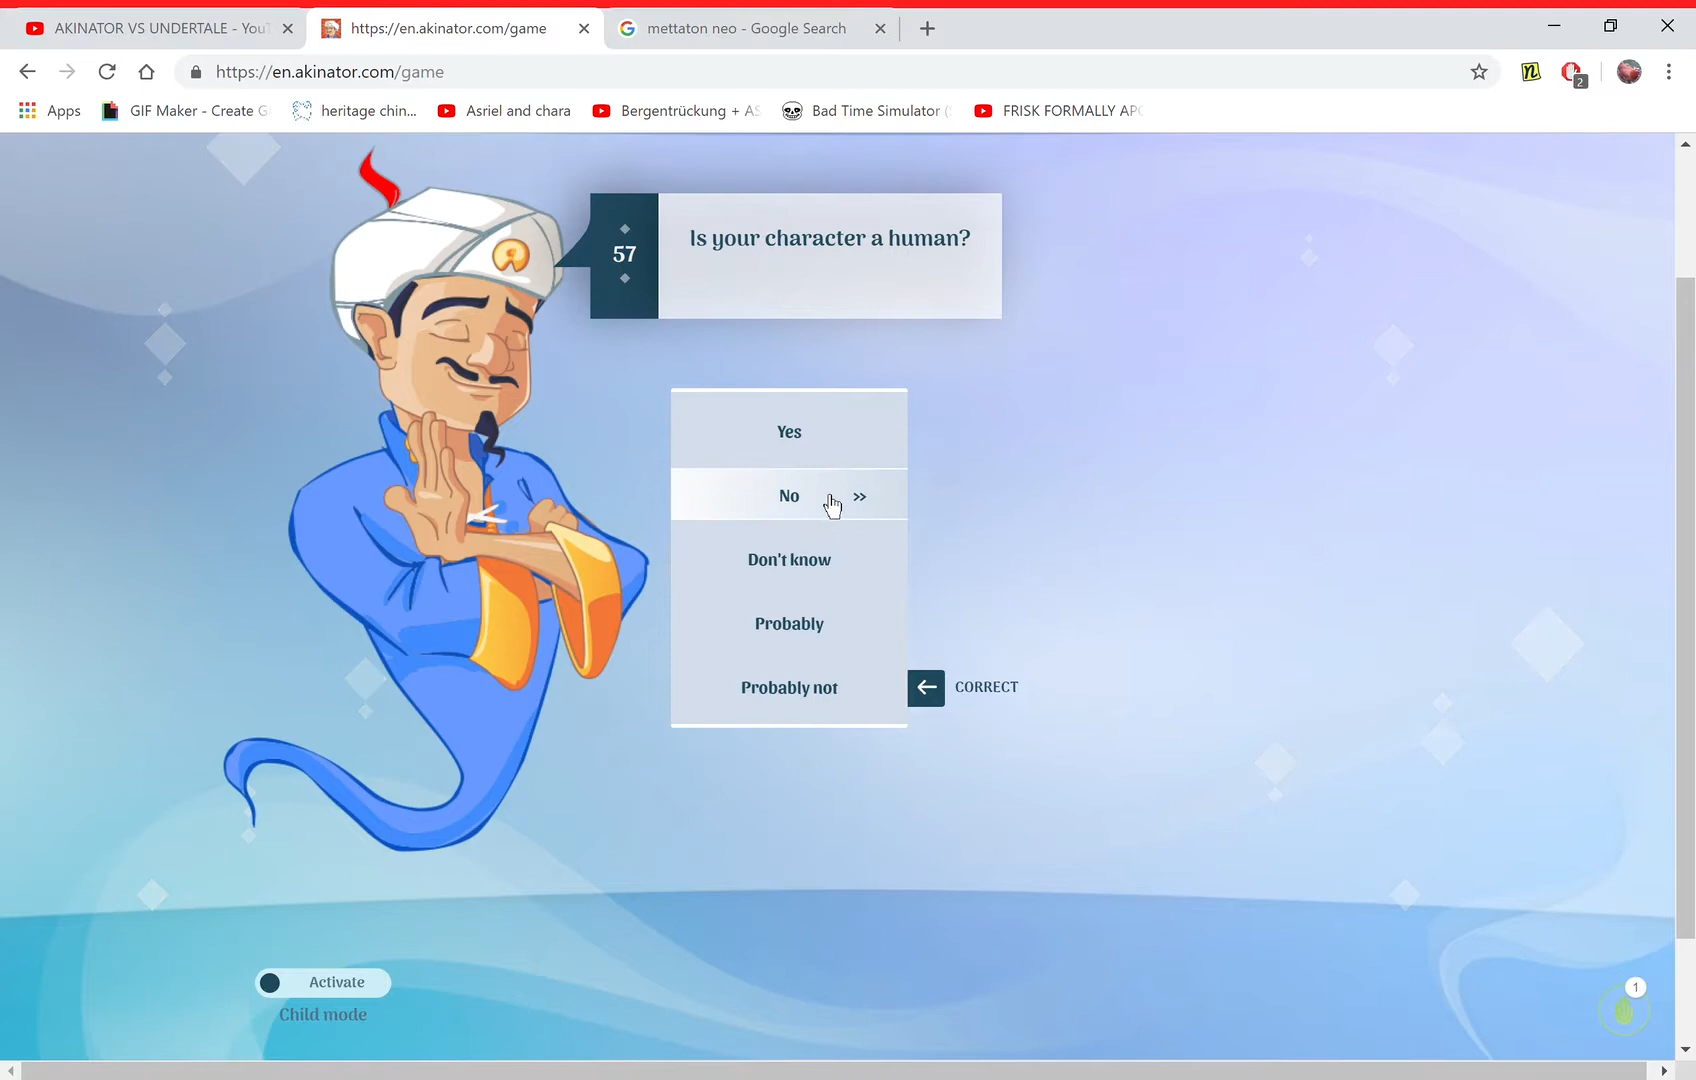 AKINATOR VS UNDERTALE - You
https://en.akinator.com/game
mettaton neo - Google Search
https://en.akinator.com/game
Apps
GIF Maker - Create G
heritage chin...
Asriel and chara
Bergentrückung + AS
Bad Time Simulator (
FRISK FORMALLY APO
2
57
Is your character a human?
Yes
No >>
Don't know
Probably
Probably not
CORRECT
Activate
Child mode
1